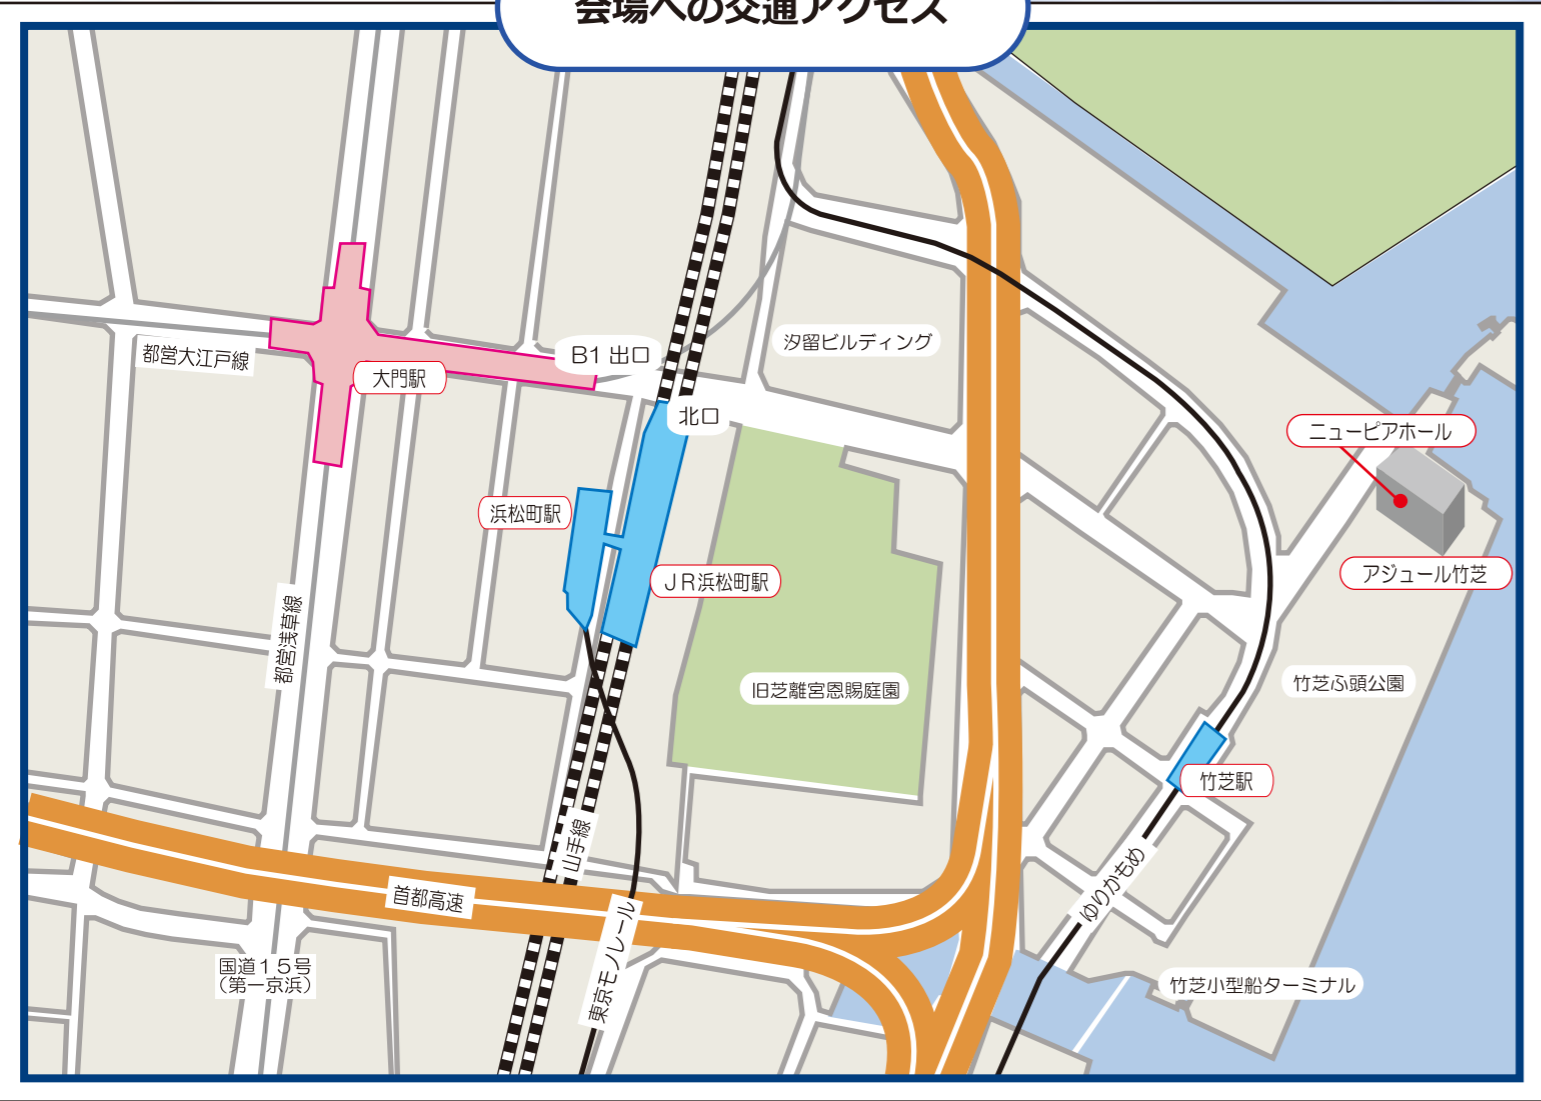 会場への交通アクセス
汐留ビルディング
B1 出口
都営大江戸線
大門駅
北口
ニューピアホール
浜松町駅
JR浜松町駅
アジュール竹芝
都営浅草線
旧芝離宮恩賜庭園
竹芝ふ頭公園
竹芝駅
山手線
ゆりかもめ
首都高速
東京モノレール
国道15号
(第一京浜)
竹芝小型船ターミナル